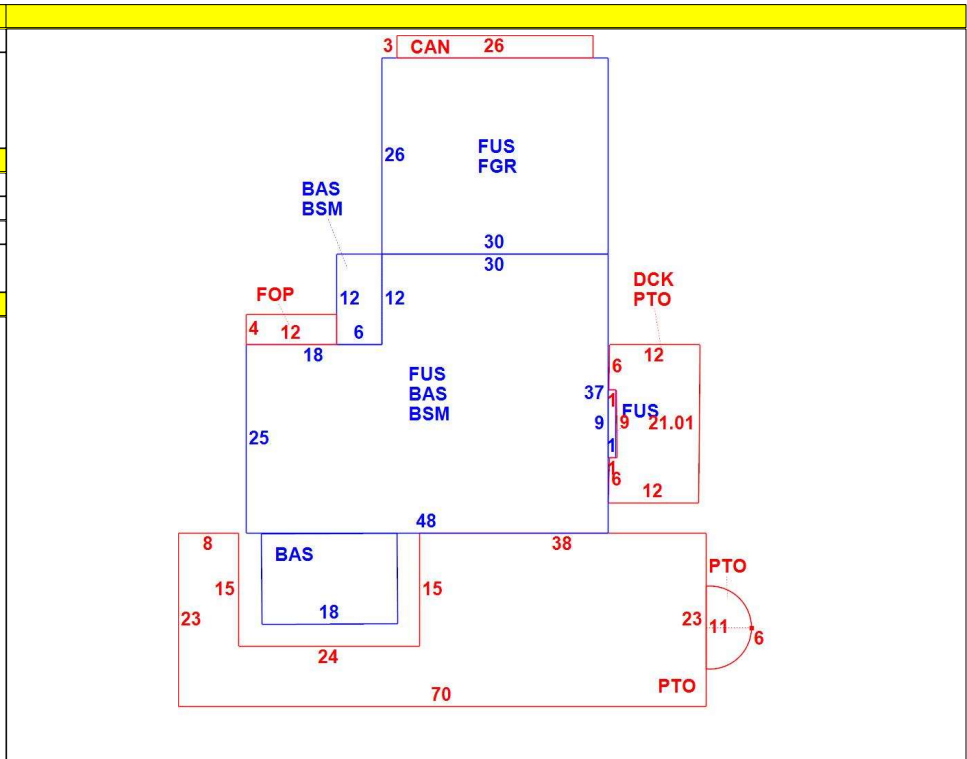 3 CAN 26
FUS
FGR
26
BAS
BSM
30
30
DCK
PTO
FOP
12 12
4 12 6
18
12
6
FUS
BAS
BSM
37
1
FUS
9 9 21.01
25
1
1
6
12
48
8
BAS
38
PTO
15 15
18
23 23 11
6
24
PTO
70